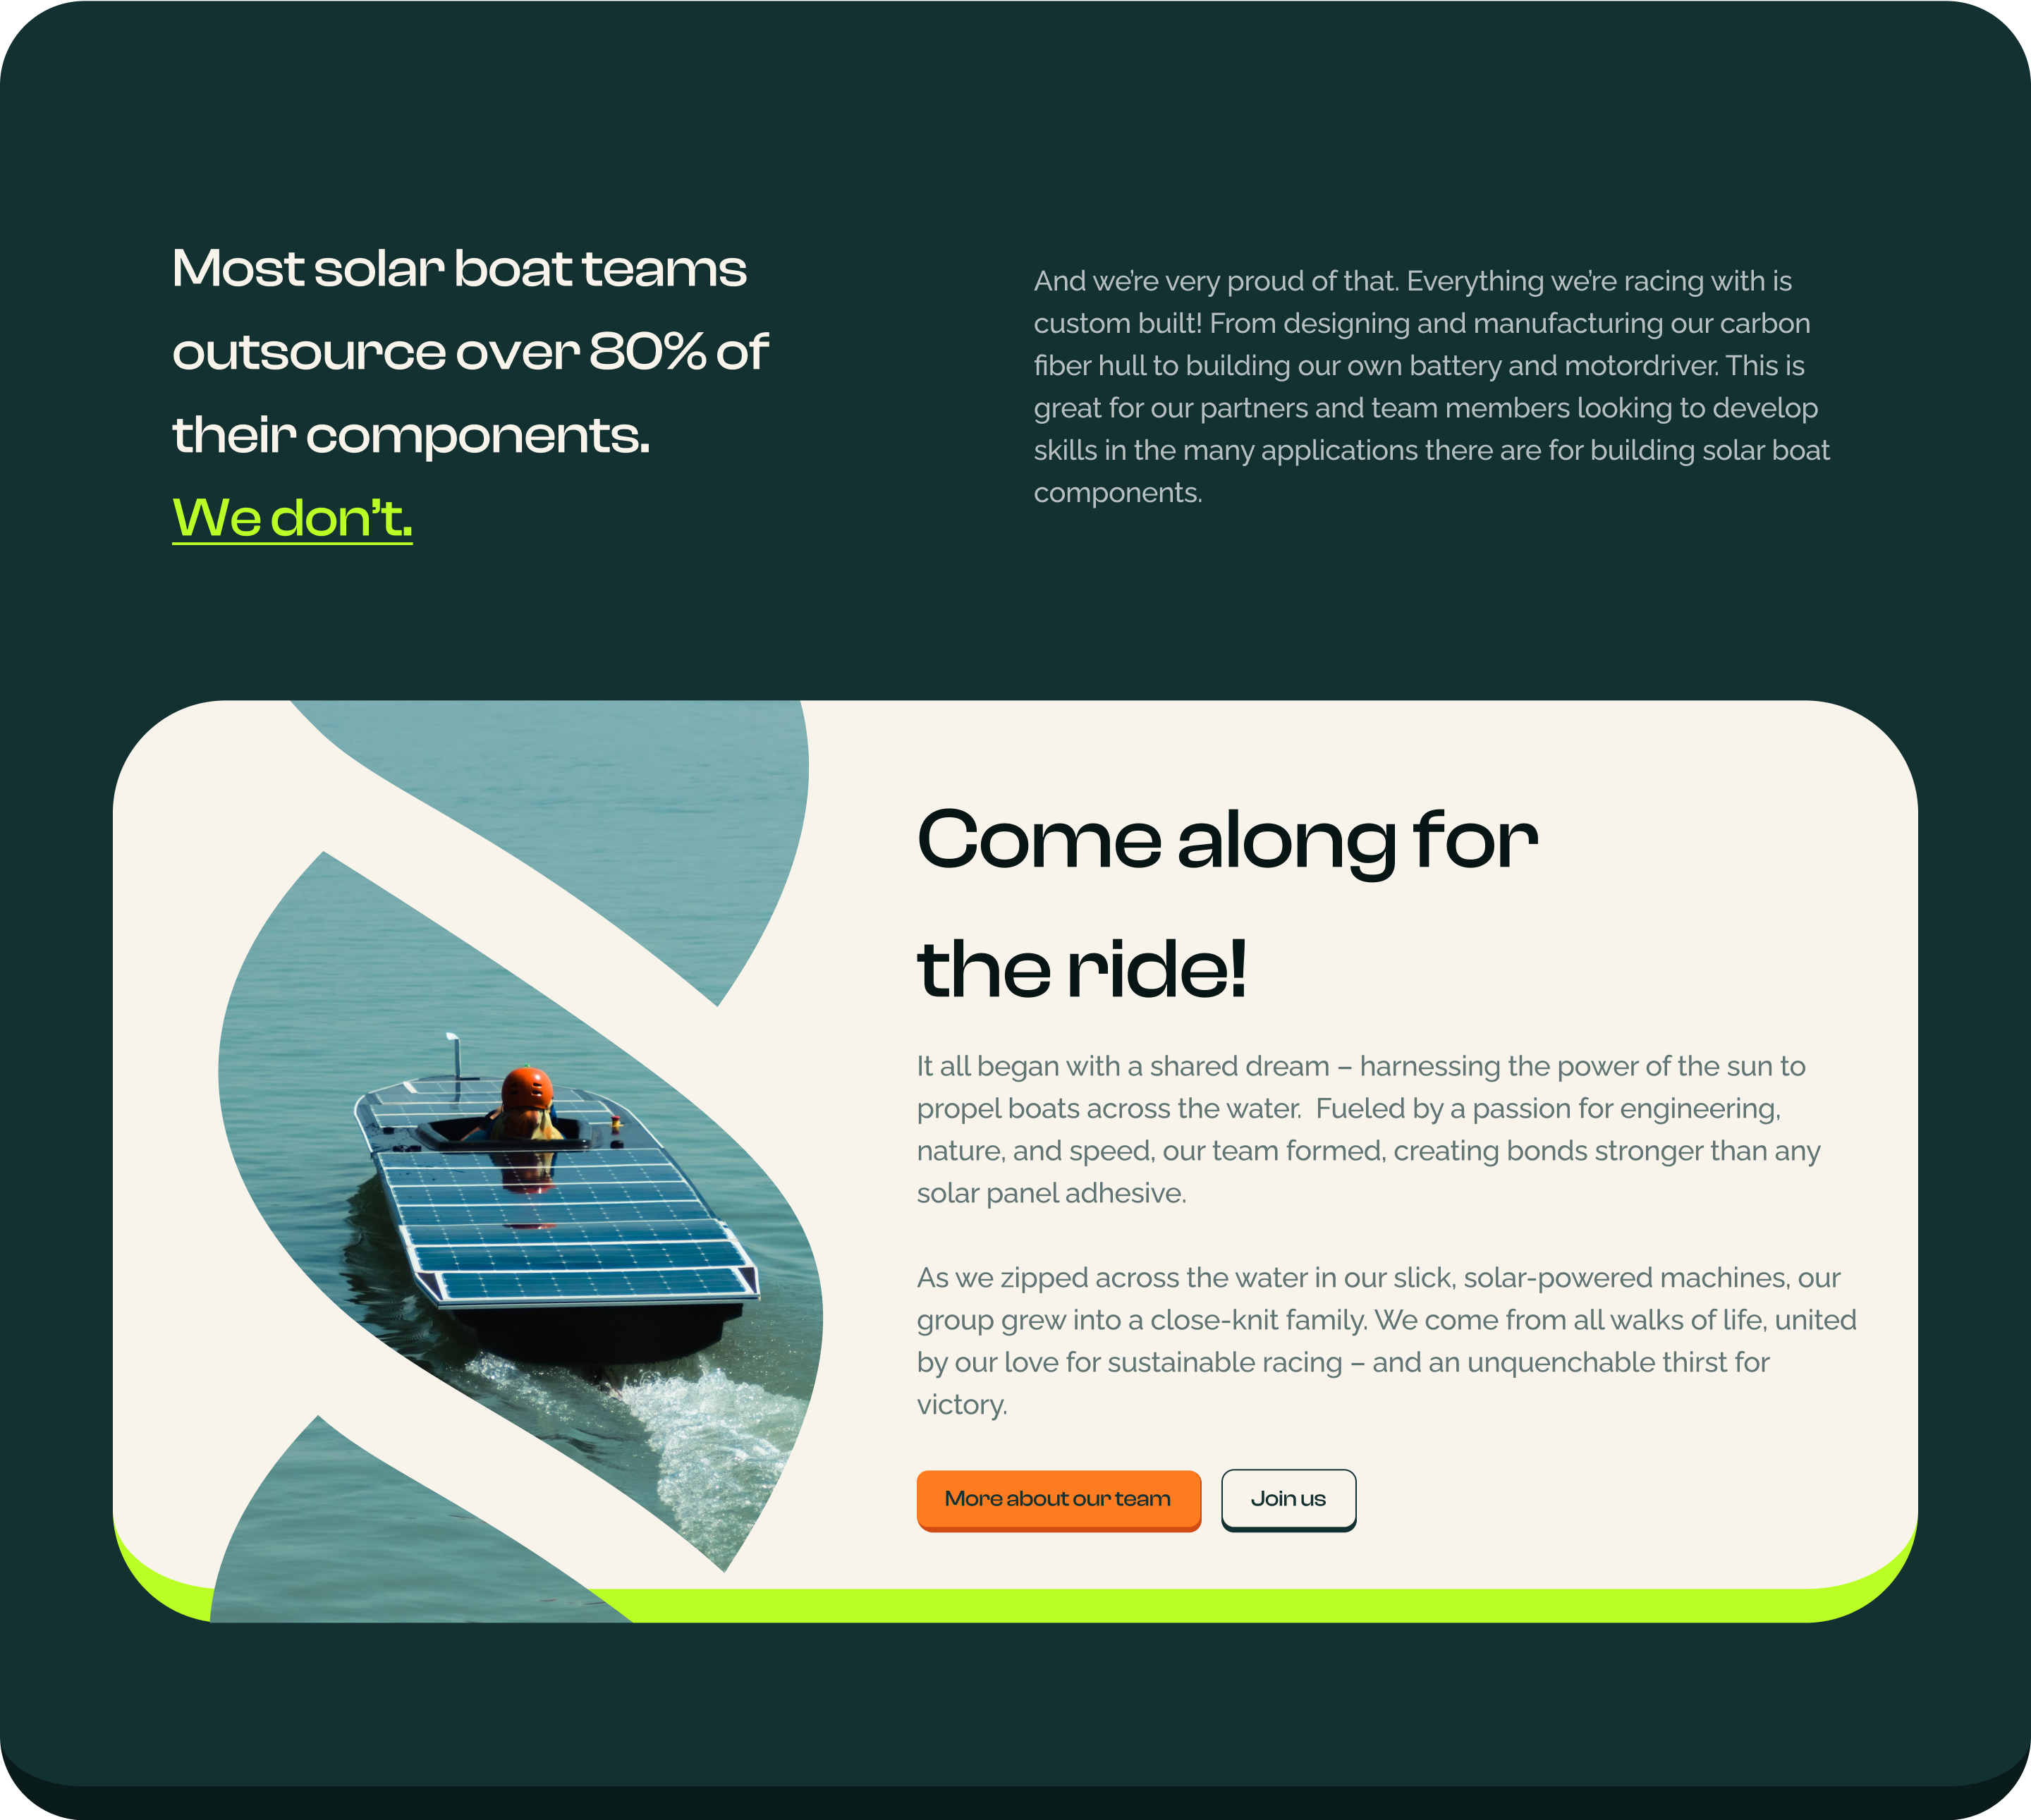 Most solar boat teams
outsource over 80% of
their components.
We don’t.
And we’re very proud of that. Everything we’re racing with is
custom built! From designing and manufacturing our carbon
fiber hull to building our own battery and motordriver. This is
great for our partners and team members looking to develop
skills in the many applications there are for building solar boat
components.
Come along for
the ride!
It all began with a shared dream – harnessing the power of the sun to
propel boats across the water.  Fueled by a passion for engineering,
nature, and speed, our team formed, creating bonds stronger than any
solar panel adhesive.
As we zipped across the water in our slick, solar-powered machines, our
group grew into a close-knit family. We come from all walks of life, united
by our love for sustainable racing – and an unquenchable thirst for
victory.
More about our team
Join us